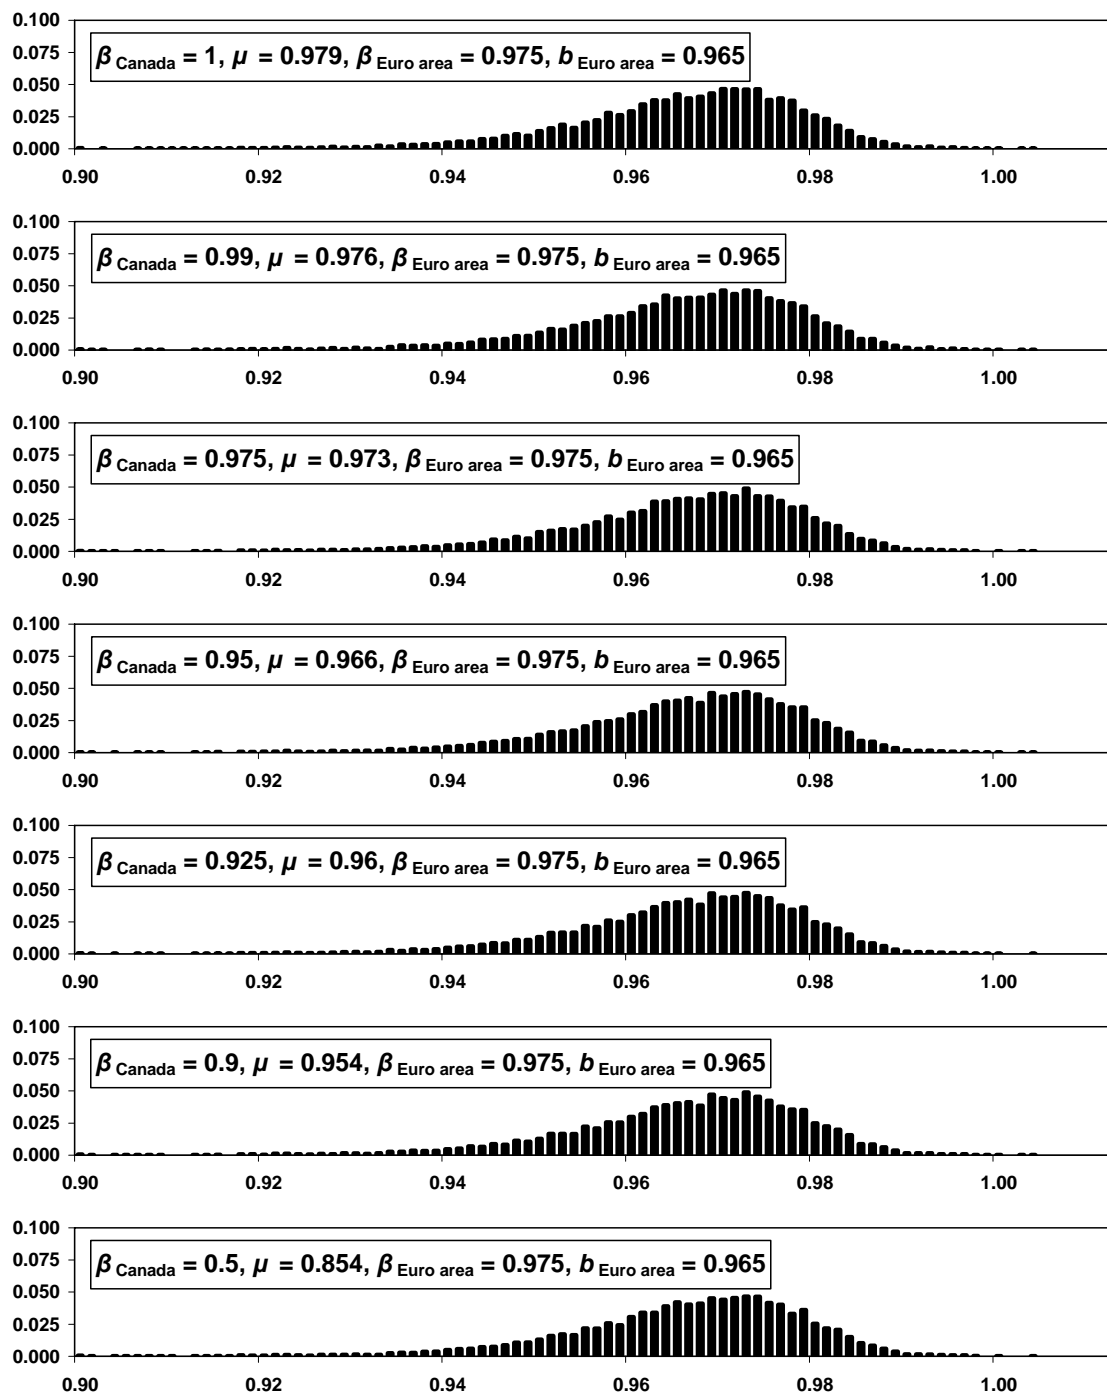 0.100
β Canada = 1, μ = 0.979, β Euro area = 0.975, b Euro area = 0.965
0.075
0.050
0.025
0.000
0.90 0.92 0.94 0.96 0.98 1.00
0.100
β Canada = 0.99, μ = 0.976, β Euro area = 0.975, b Euro area = 0.965
0.075
0.050
0.025
0.000
0.90 0.92 0.94 0.96 0.98 1.00
0.100
β Canada = 0.975, μ = 0.973, β Euro area = 0.975, b Euro area = 0.965
0.075
0.050
0.025
0.000
0.90 0.92 0.94 0.96 0.98 1.00
0.100
β Canada = 0.95, μ = 0.966, β Euro area = 0.975, b Euro area = 0.965
0.075
0.050
0.025
0.000
0.90 0.92 0.94 0.96 0.98 1.00
0.100
β Canada = 0.925, μ = 0.96, β Euro area = 0.975, b Euro area = 0.965
0.075
0.050
0.025
0.000
0.90 0.92 0.94 0.96 0.98 1.00
0.100
β Canada = 0.9, μ = 0.954, β Euro area = 0.975, b Euro area = 0.965
0.075
0.050
0.025
0.000
0.90 0.92 0.94 0.96 0.98 1.00
0.100
β Canada = 0.5, μ = 0.854, β Euro area = 0.975, b Euro area = 0.965
0.075
0.050
0.025
0.000
0.90 0.92 0.94 0.96 0.98 1.00